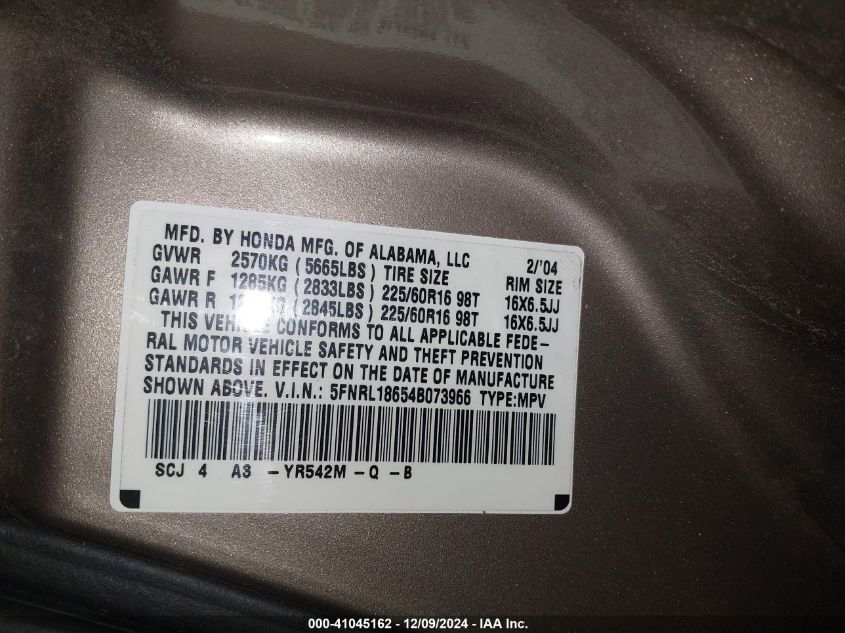 MFD. BY HONDA MFG. OF ALABAMA, LLC 2/'04
GVWR 2570KG (5665LBS) TIRE SIZE RIM SIZE
GAWR F 1285KG (2833LBS) 225/60R16 98T 16X6.5JJ
GAWR R (2845LBS) 225/60R16 98T 16X6.5JJ
THIS VEHICLE CONFORMS TO ALL APPLICABLE FEDE-
RAL MOTOR VEHICLE SAFETY AND THEFT PREVENTION
STANDARDS IN EFFECT ON THE DATE OF MANUFACTURE
SHOWN ABOVE. V.I.N.: 5FNRL18654B073966 TYPE:MPV
SCJ 4 A3 -YR542M-Q-B
000-41045162 - 12/09/2024 - IAA Inc.